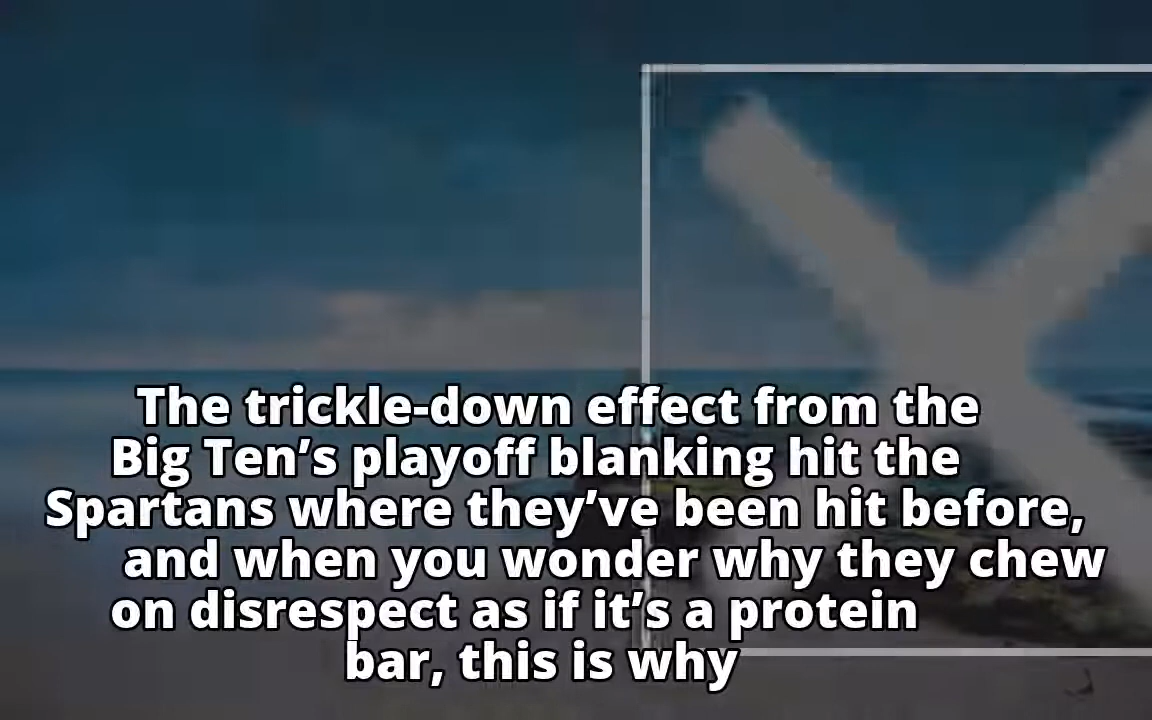 The trickle-down effect from the
Big Ten’s playoff blanking hit the
Spartans where they’ve been hit before,
and when you wonder why they chew
on disrespect as if it’s a protein
bar, this is why